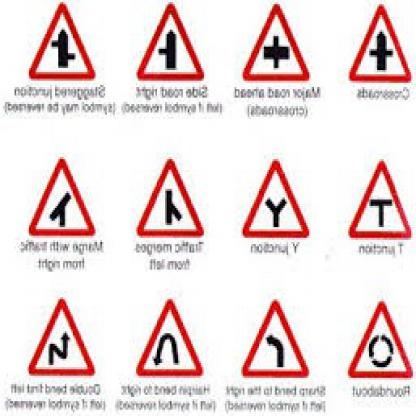 Crossroads
Major road ahead
(crossroads)
Side road right
(left if symbol reversed)
Staggered junction
(symbol may be reversed)
T junction
Y junction
Traffic merges
from left
Merge with traffic
from right
Roundabout
Sharp bend to the right
(left if symbol reversed)
Hairpin bend to right
(left if symbol reversed)
Double bend first left
(left if symbol reversed)